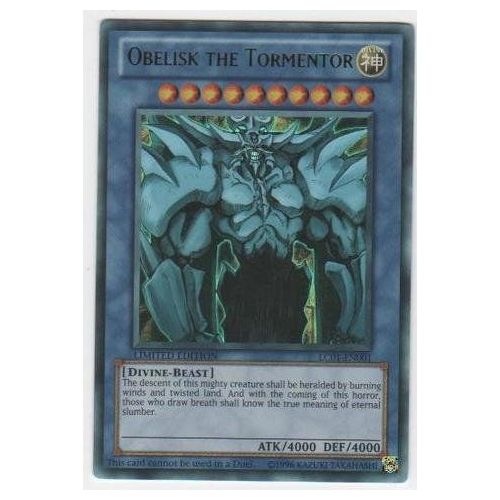 OBELISK THE TORMENTOR 神
LIMITED EDITION LC01-EN001
[DIVINE-BEAST]
The descent of this mighty creature shall be heralded by burning
winds and twisted land. And with the coming of this horror,
those who draw breath shall know the true meaning of eternal
slumber.
ATK/4000 DEF/4000
This card cannot be used in a Duel. ©1996 KAZUKI TAKAHASHI